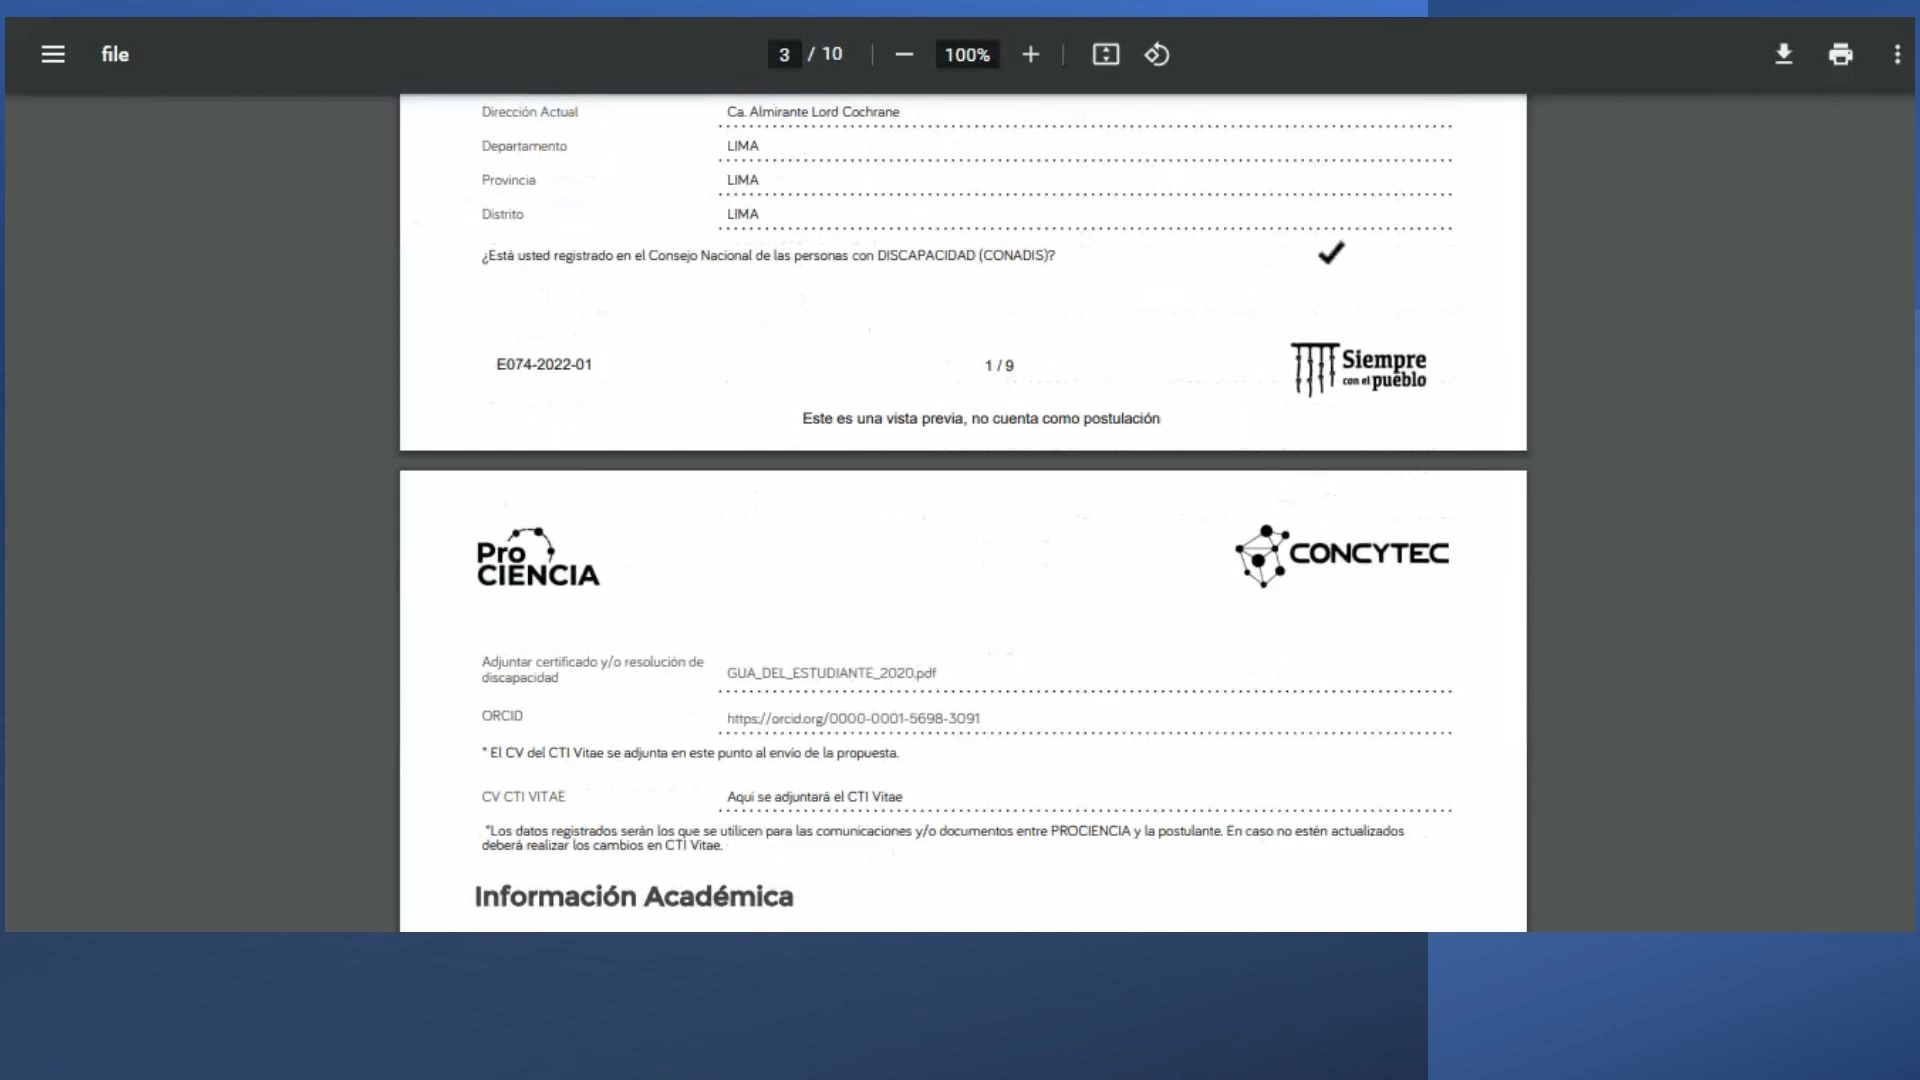 file
3 / 10
100%
Dirección Actual
Ca. Almirante Lord Cochrane
Departamento
LIMA
Provincia
LIMA
Distrito
LIMA
¿Está usted registrado en el Consejo Nacional de las personas con DISCAPACIDAD (CONADIS)?
E074-2022-01
1 / 9
Siempre
con el pueblo
Este es una vista previa, no cuenta como postulación
Pro
CIENCIA
CONCYTEC
Adjuntar certificado y/o resolución de
discapacidad
GUA_DEL_ESTUDIANTE_2020.pdf
ORCID
https://orcid.org/0000-0001-5698-3091
* El CV del CTI Vitae se adjunta en este punto al envío de la propuesta.
CV CTI VITAE
Aqui se adjuntará el CTI Vitae
*Los datos registrados serán los que se utilicen para las comunicaciones y/o documentos entre PROCIENCIA y la postulante. En caso no estén actualizados
deberá realizar los cambios en CTI Vitae.
Información Académica